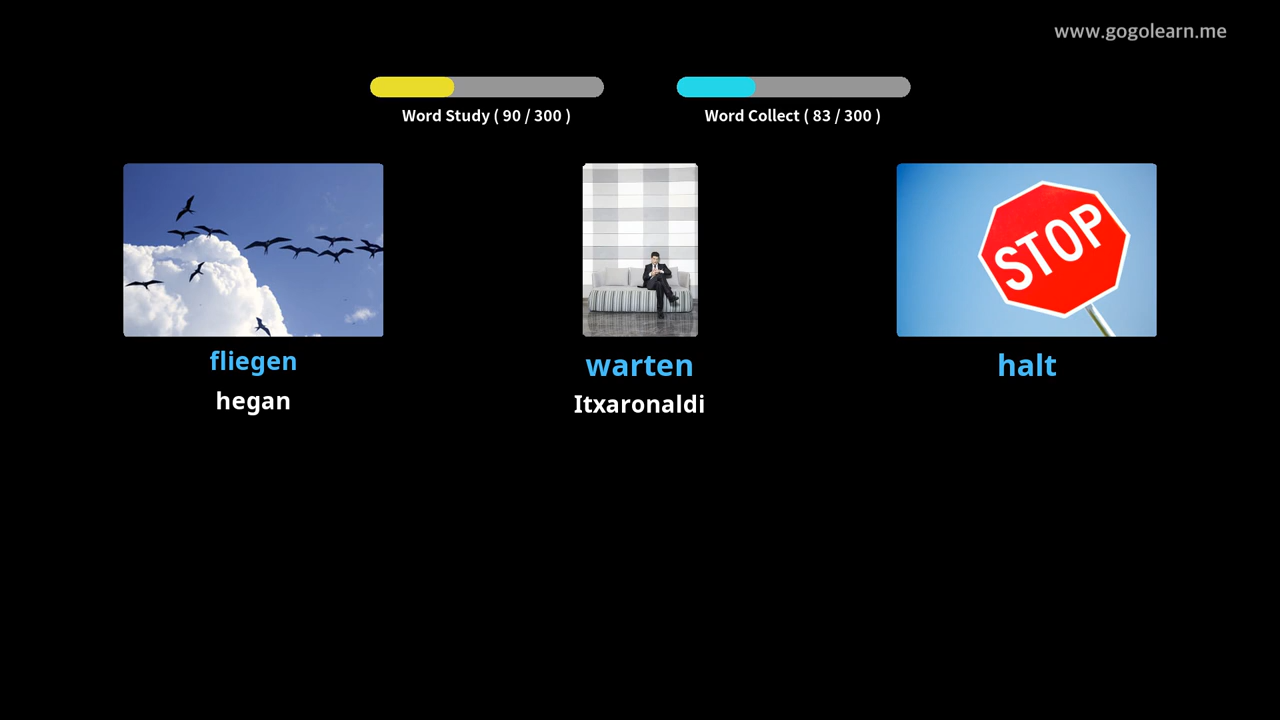 www.gogolearn.me
Word Study ( 90 / 300 )
Word Collect ( 83 / 300 )
STOP
fliegen
warten
halt
hegan
Itxaronaldi